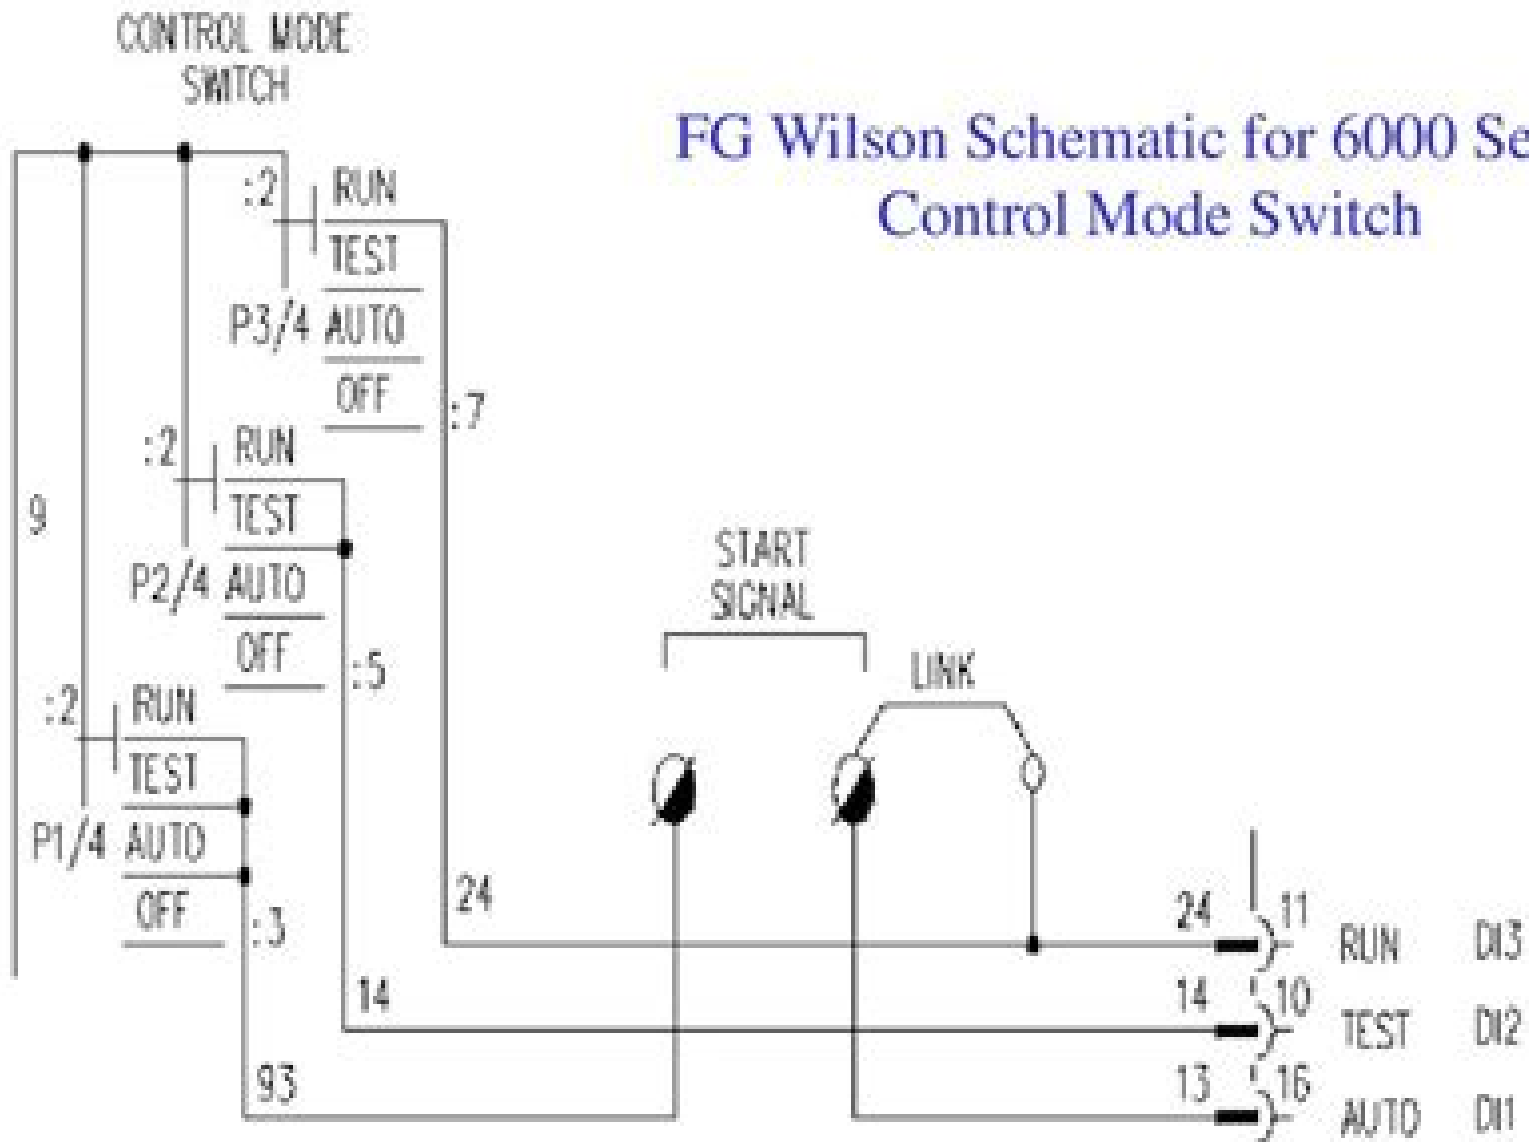 CONTROL MODE
SWITCH
FG Wilson Schematic for 6000 Se
Control Mode Switch
:2
RUN
TEST
P3/4 AUTO
OFF
:7
:2
RUN
TEST
P2/4 AUTO
OFF
:5
9
:2
RUN
TEST
P1/4 AUTO
OFF
:3
START
SIGNAL
LINK
24
24 11 RUN DI3
14
14 10 TEST DI2
93
13 16 AUTO DI1